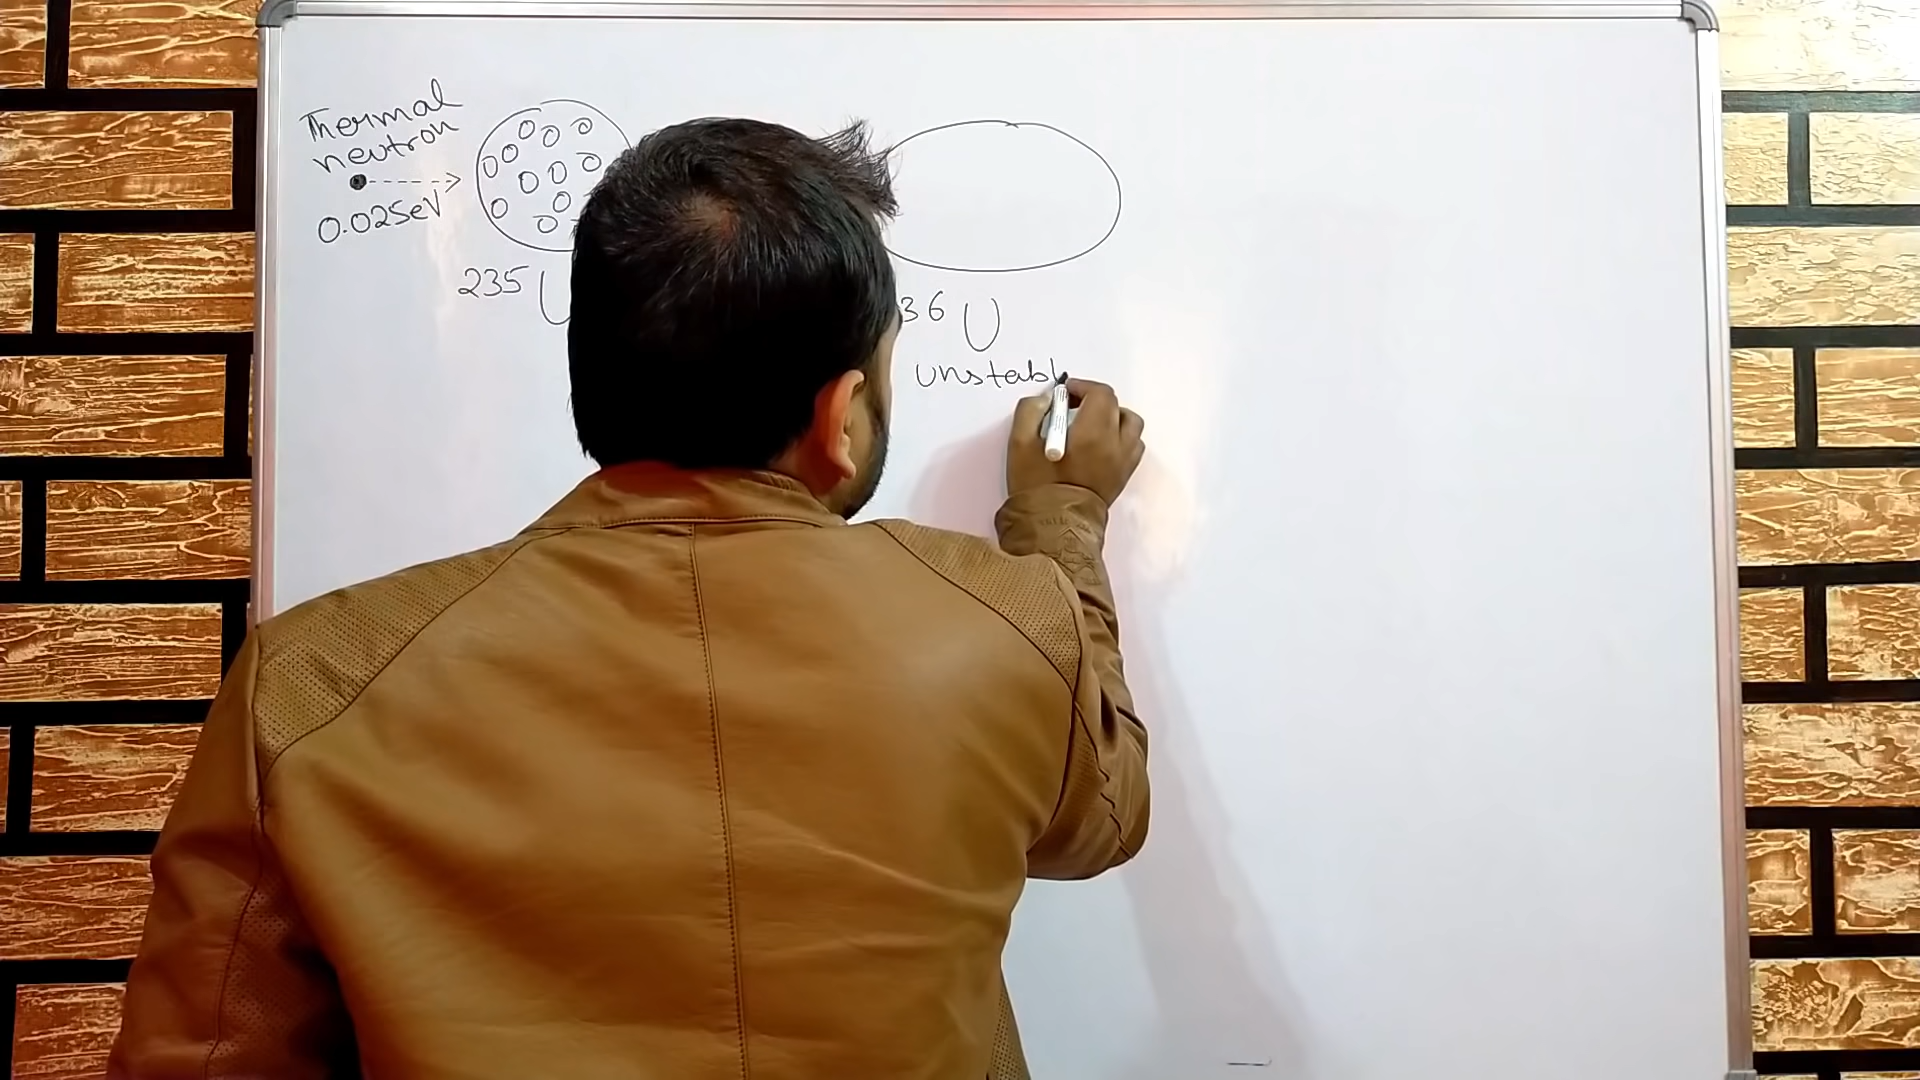 Thermal
neutron
0.025eV
235 U
36 U
unstabl